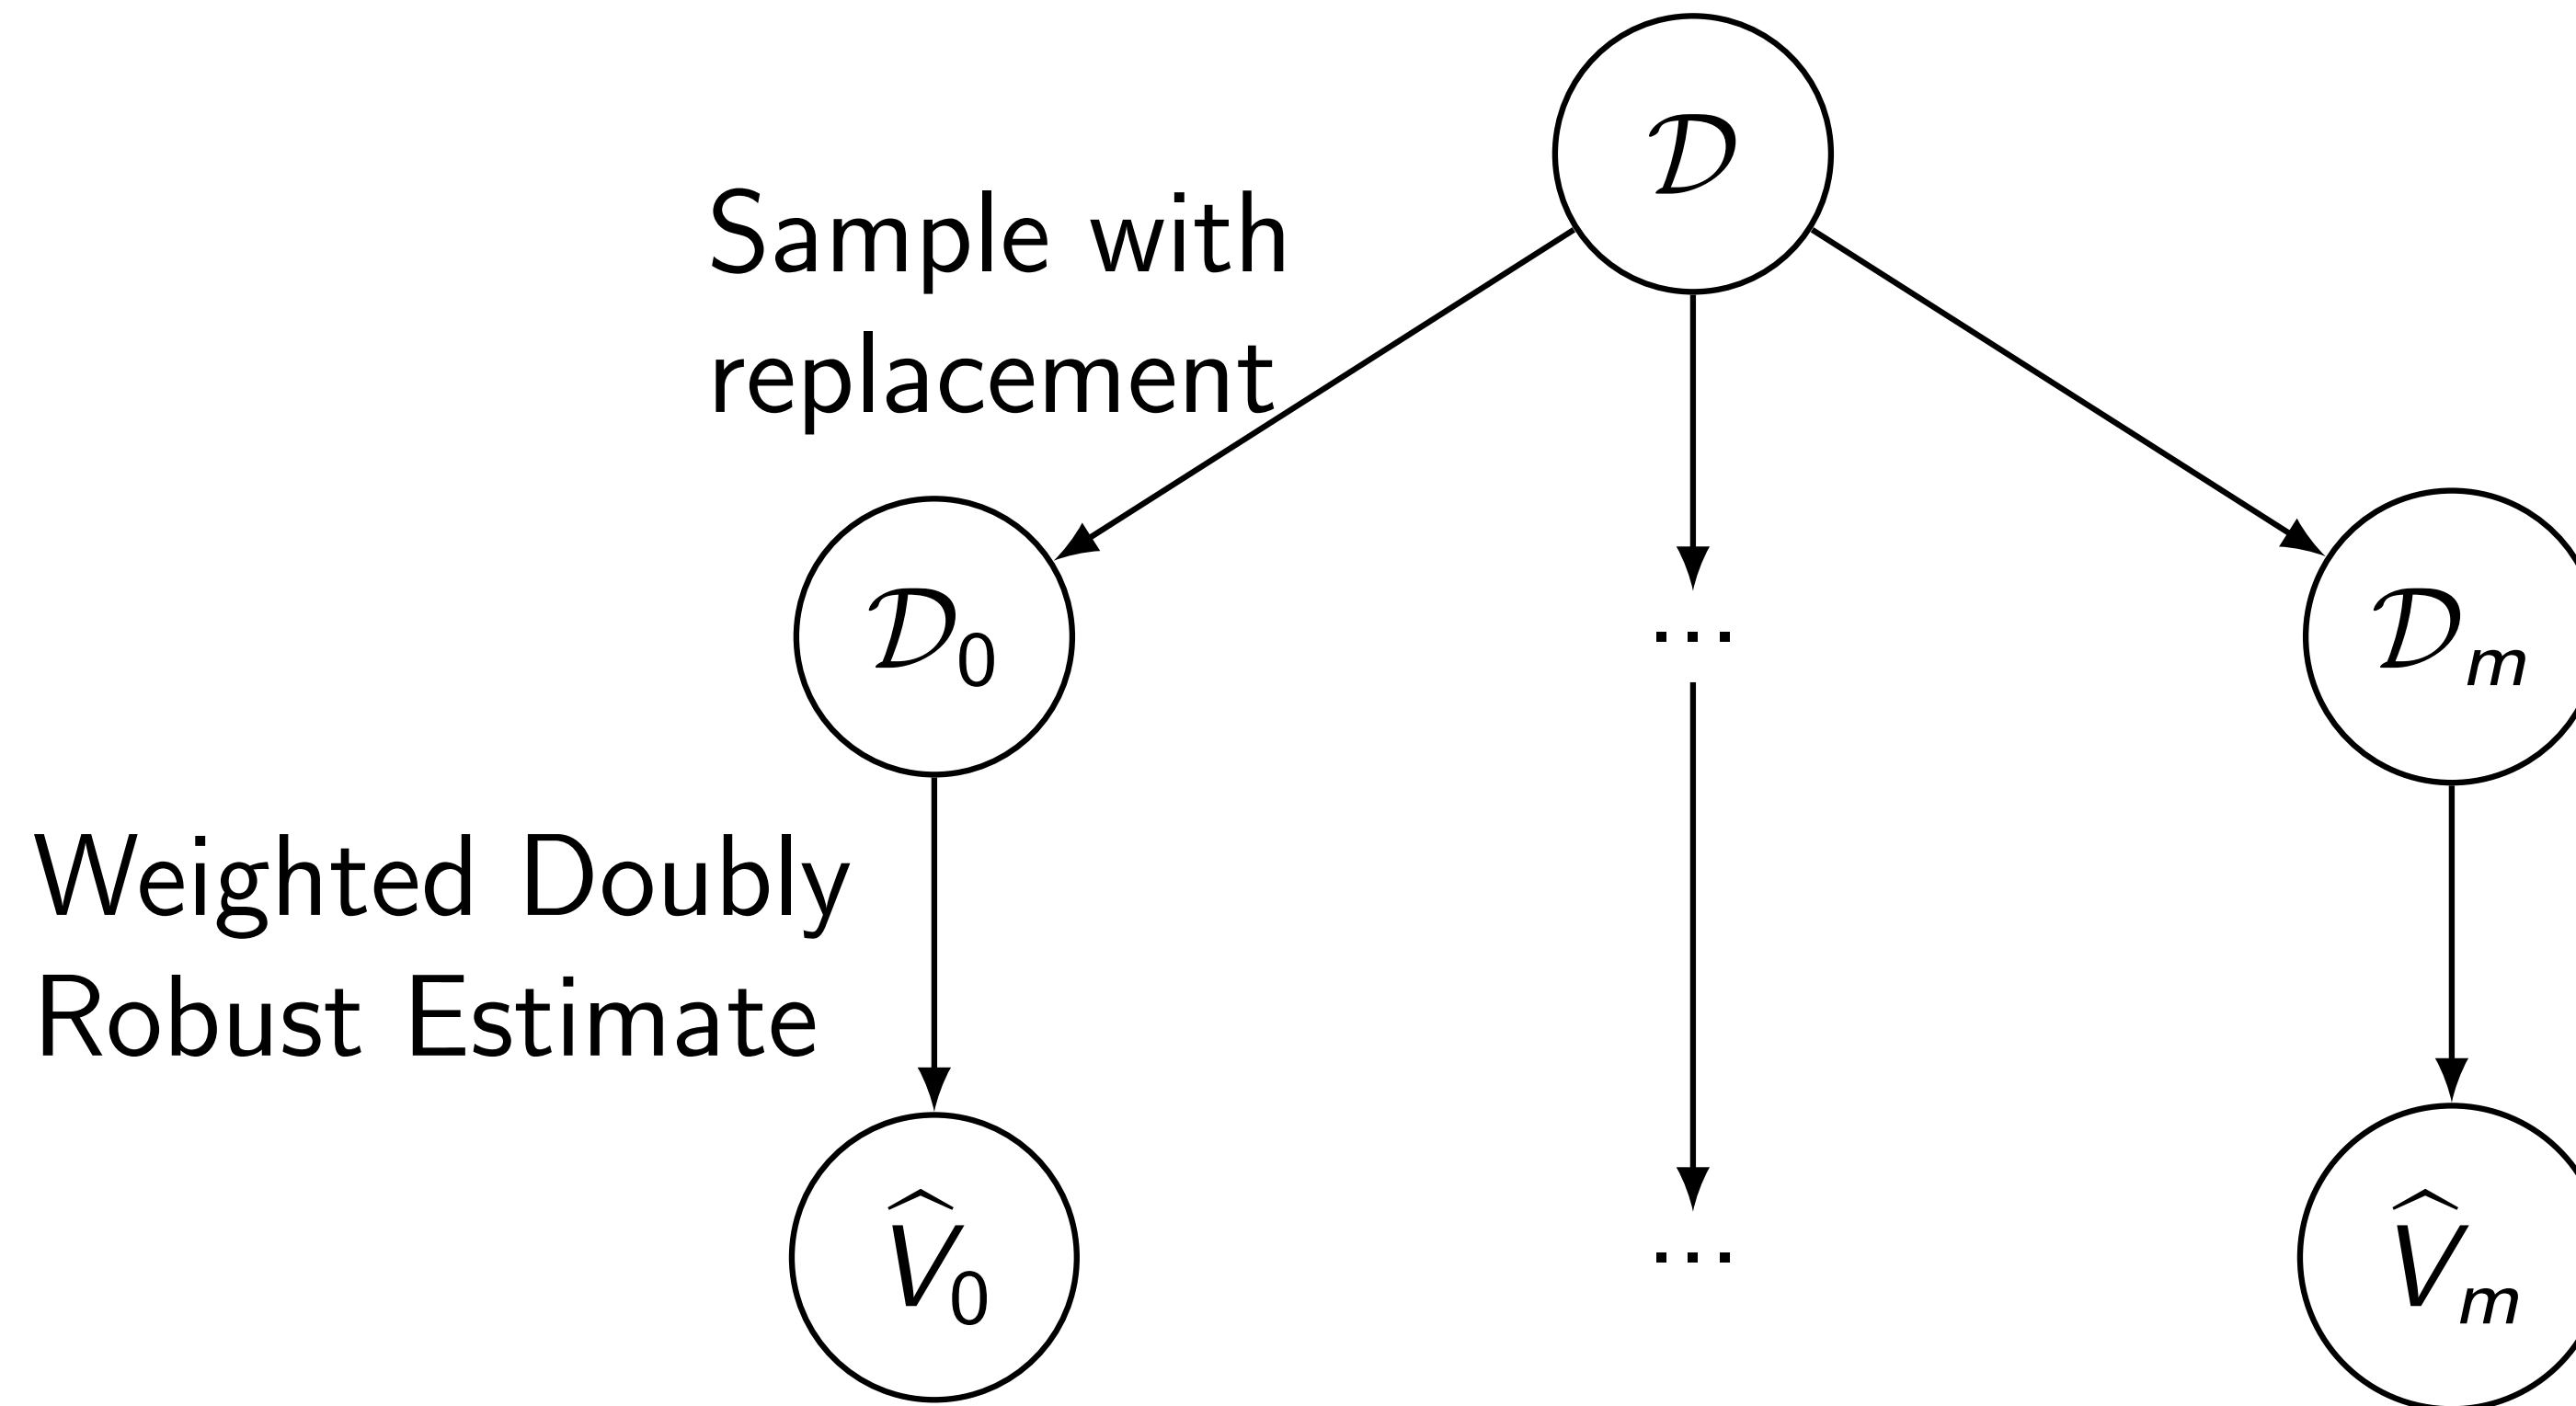 𝒟
Sample with
replacement
𝒟₀ ... 𝒟ₘ
Weighted Doubly
Robust Estimate
V̂₀ ... V̂ₘ